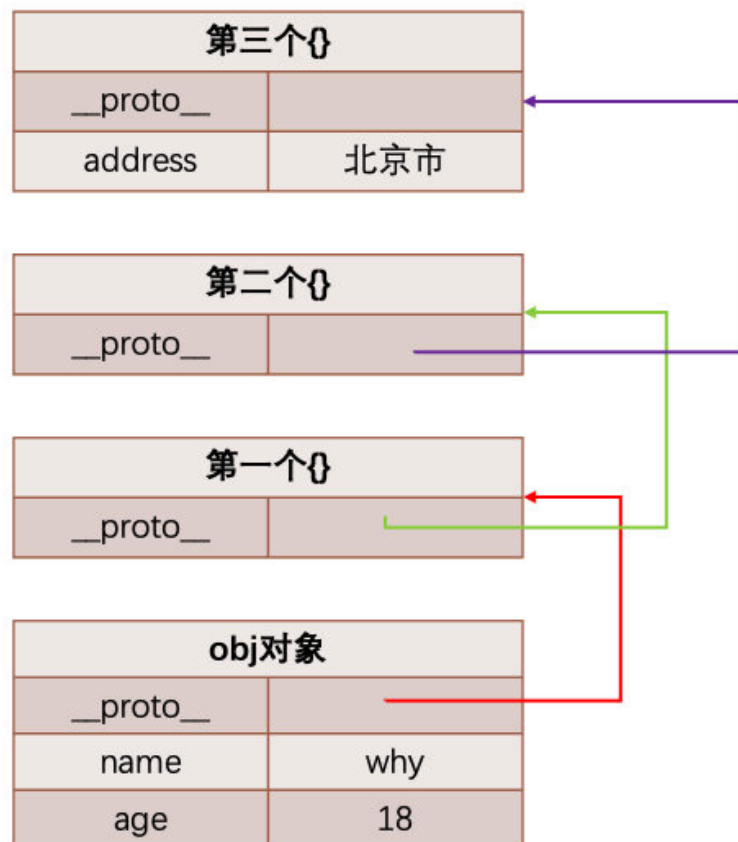 第三个{}
__proto__
address 北京市
第二个{}
__proto__
第一个{}
__proto__
obj对象
__proto__
name why
age 18